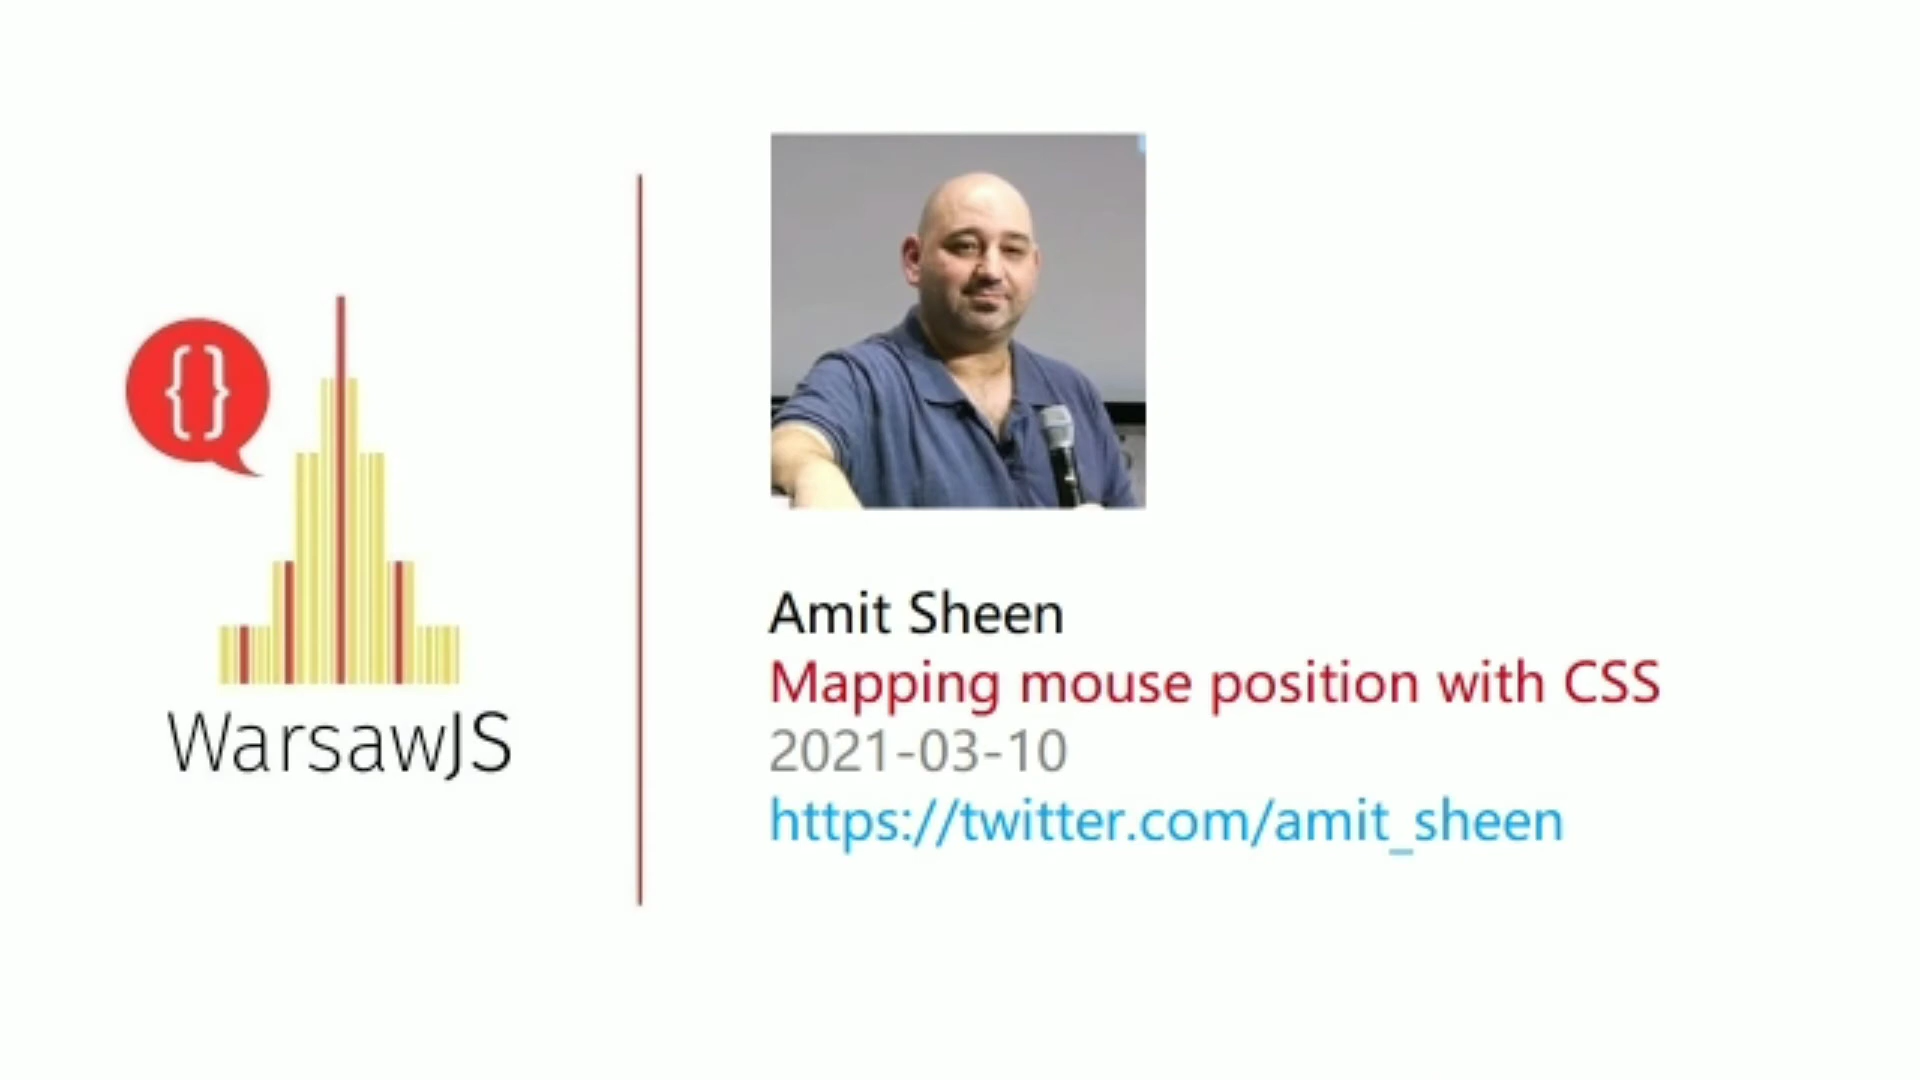 {}
WarsawJS
Amit Sheen
Mapping mouse position with CSS
2021-03-10
https://twitter.com/amit_sheen